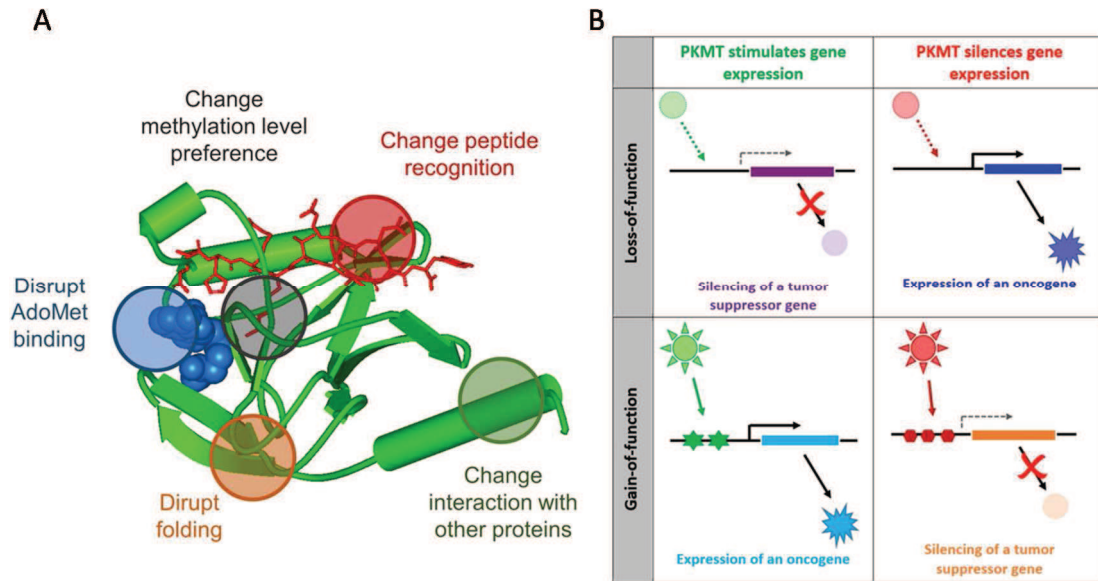 A
Change
methylation level
preference
Change peptide
recognition
Disrupt
AdoMet
binding
Dirupt
folding
Change
interaction with
other proteins
B
PKMT stimulates gene
expression
PKMT silences gene
expression
Loss-of-function
Silencing of a tumor
suppressor gene
Expression of an oncogene
Gain-of-function
Expression of an oncogene
Silencing of a tumor
suppressor gene